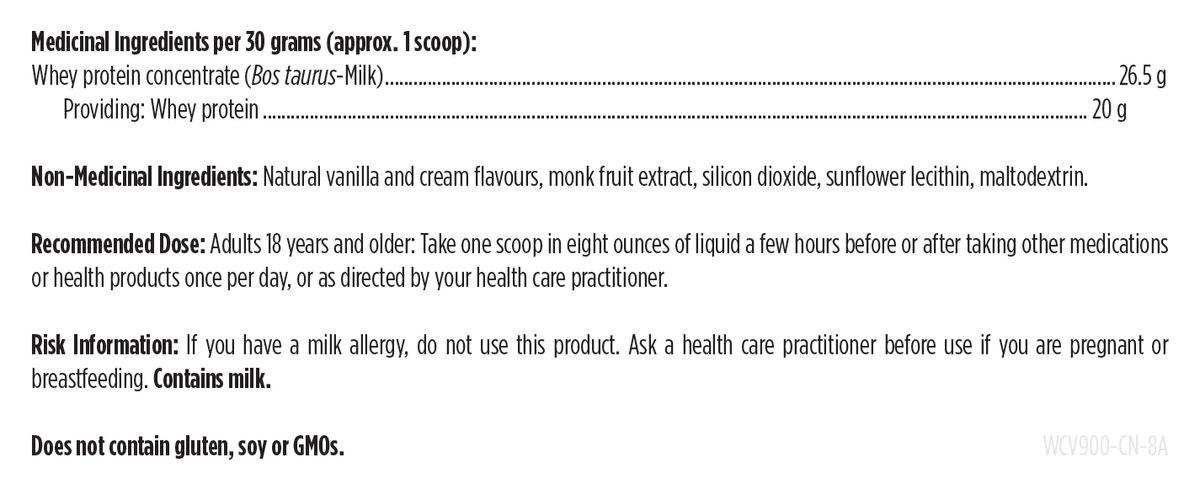 Medicinal Ingredients per 30 grams (approx. 1 scoop):
Whey protein concentrate (Bos taurus-Milk)........................................................................................................................................................... 26.5 g
Providing: Whey protein .............................................................................................................................................................................. 20 g
Non-Medicinal Ingredients: Natural vanilla and cream flavours, monk fruit extract, silicon dioxide, sunflower lecithin, maltodextrin.
Recommended Dose: Adults 18 years and older: Take one scoop in eight ounces of liquid a few hours before or after taking other medications
or health products once per day, or as directed by your health care practitioner.
Risk Information: If you have a milk allergy, do not use this product. Ask a health care practitioner before use if you are pregnant or
breastfeeding. Contains milk.
Does not contain gluten, soy or GMOs.
WCV900-CN-8A